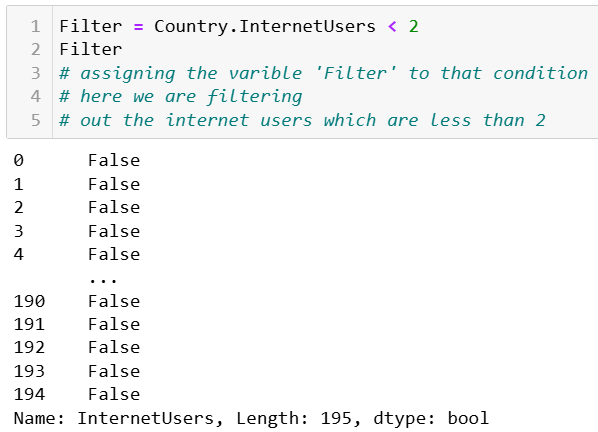 1 Filter = Country.InternetUsers < 2
2 Filter
3 # assigning the varible 'Filter' to that condition
4 # here we are filtering
5 # out the internet users which are less than 2
0 False
1 False
2 False
3 False
4 False
...
190 False
191 False
192 False
193 False
194 False
Name: InternetUsers, Length: 195, dtype: bool